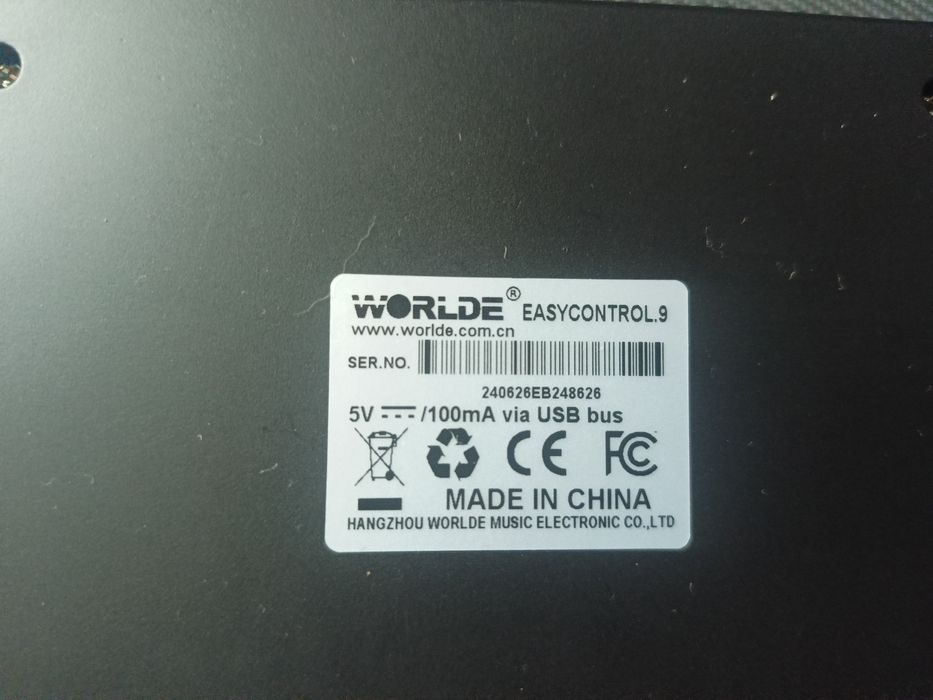 WORLDE® EASYCONTROL.9
www.worlde.com.cn
SER.NO.
240626EB248626
5V /100mA via USB bus
CE FC
MADE IN CHINA
HANGZHOU WORLDE MUSIC ELECTRONIC CO.,LTD